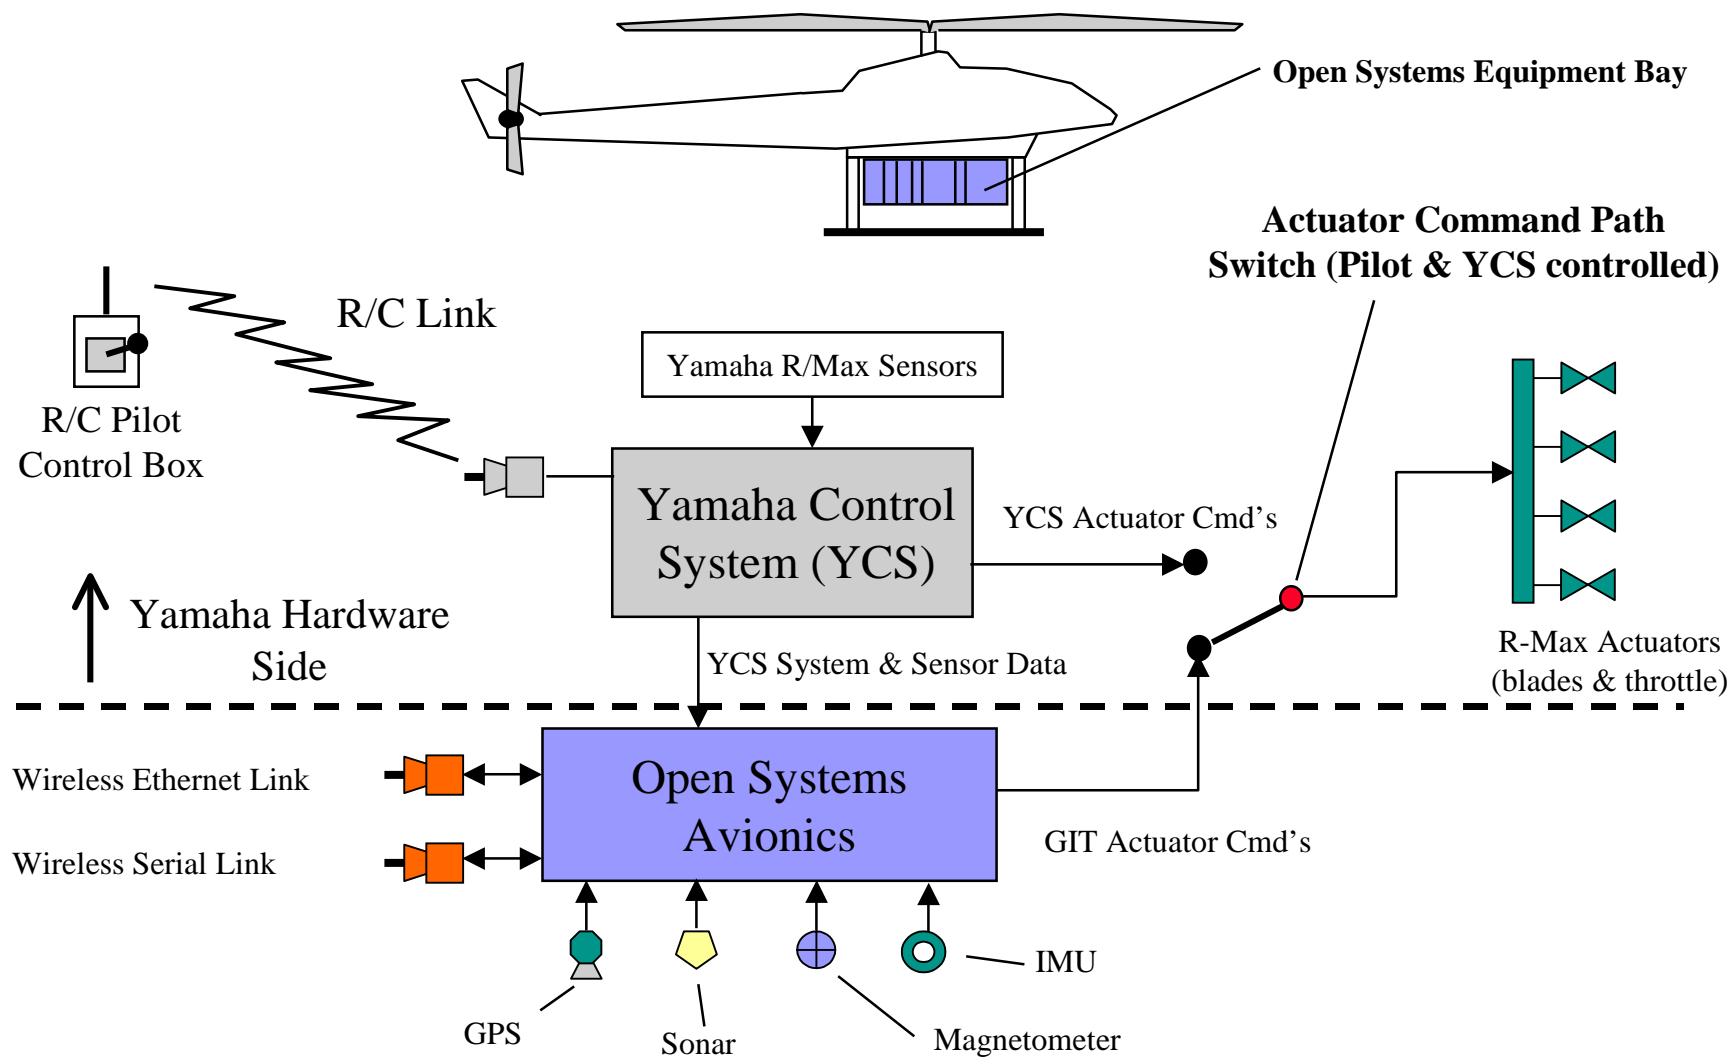 Open Systems Equipment Bay
Actuator Command Path
Switch (Pilot & YCS controlled)
R/C Link
Yamaha R/Max Sensors
R/C Pilot
Control Box
Yamaha Control
System (YCS)
YCS Actuator Cmd’s
Yamaha Hardware
Side
YCS System & Sensor Data
R-Max Actuators
(blades & throttle)
Wireless Ethernet Link
Open Systems
Avionics
Wireless Serial Link
GIT Actuator Cmd’s
IMU
GPS
Sonar
Magnetometer